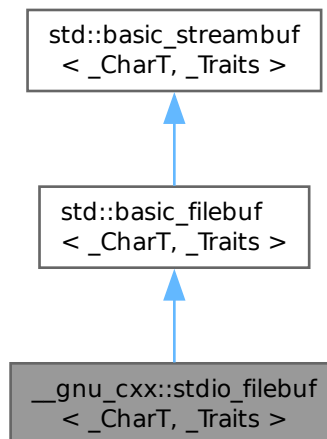 std::basic_streambuf
< _CharT, _Traits >
std::basic_filebuf
< _CharT, _Traits >
__gnu_cxx::stdio_filebuf
< _CharT, _Traits >